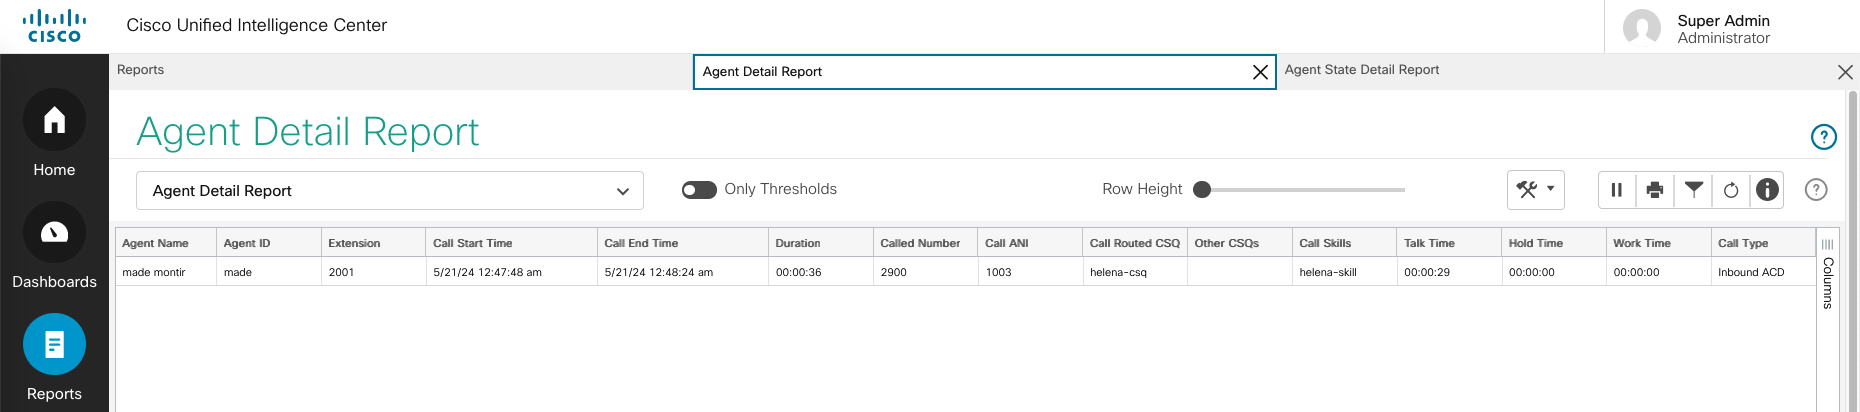 CISCO
Cisco Unified Intelligence Center
Super Admin
Administrator
Reports
Agent Detail Report
Agent State Detail Report
Home
Dashboards
Reports
Agent Detail Report
Agent Detail Report
Only Thresholds
Row Height
Agent Name Agent ID Extension Call Start Time Call End Time Duration Called Number Call ANI Call Routed CSQ Other CSQs Call Skills Talk Time Hold Time Work Time Call Type
made montir made 2001 5/21/24 12:47:48 am 5/21/24 12:48:24 am 00:00:36 2900 1003 helena-csq helena-skill 00:00:29 00:00:00 00:00:00 Inbound ACD
Columns